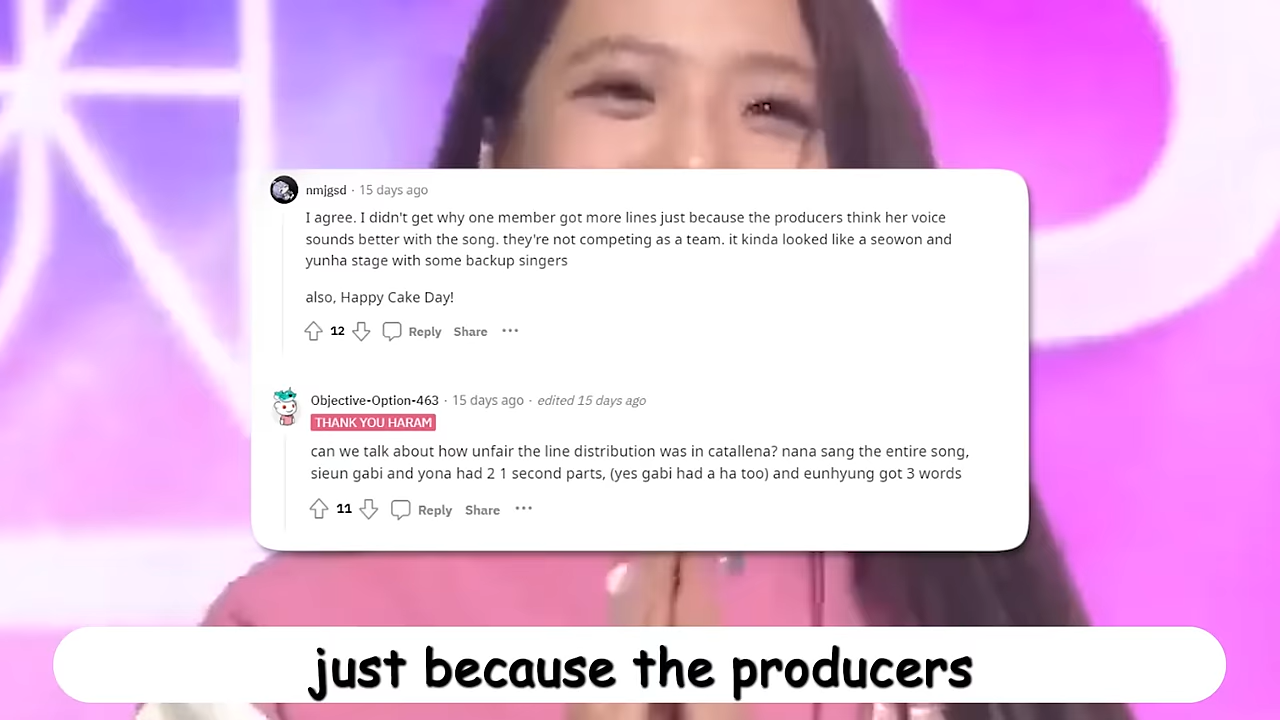 nmjgsd · 15 days ago
I agree. I didn't get why one member got more lines just because the producers think her voice
sounds better with the song. they're not competing as a team. it kinda looked like a seowon and
yunha stage with some backup singers
also, Happy Cake Day!
12 Reply Share ···
Objective-Option-463 · 15 days ago · edited 15 days ago
THANK YOU HARAM
can we talk about how unfair the line distribution was in catallena? nana sang the entire song,
sieun gabi and yona had 2 1 second parts, (yes gabi had a ha too) and eunhyung got 3 words
11 Reply Share ···
just because the producers